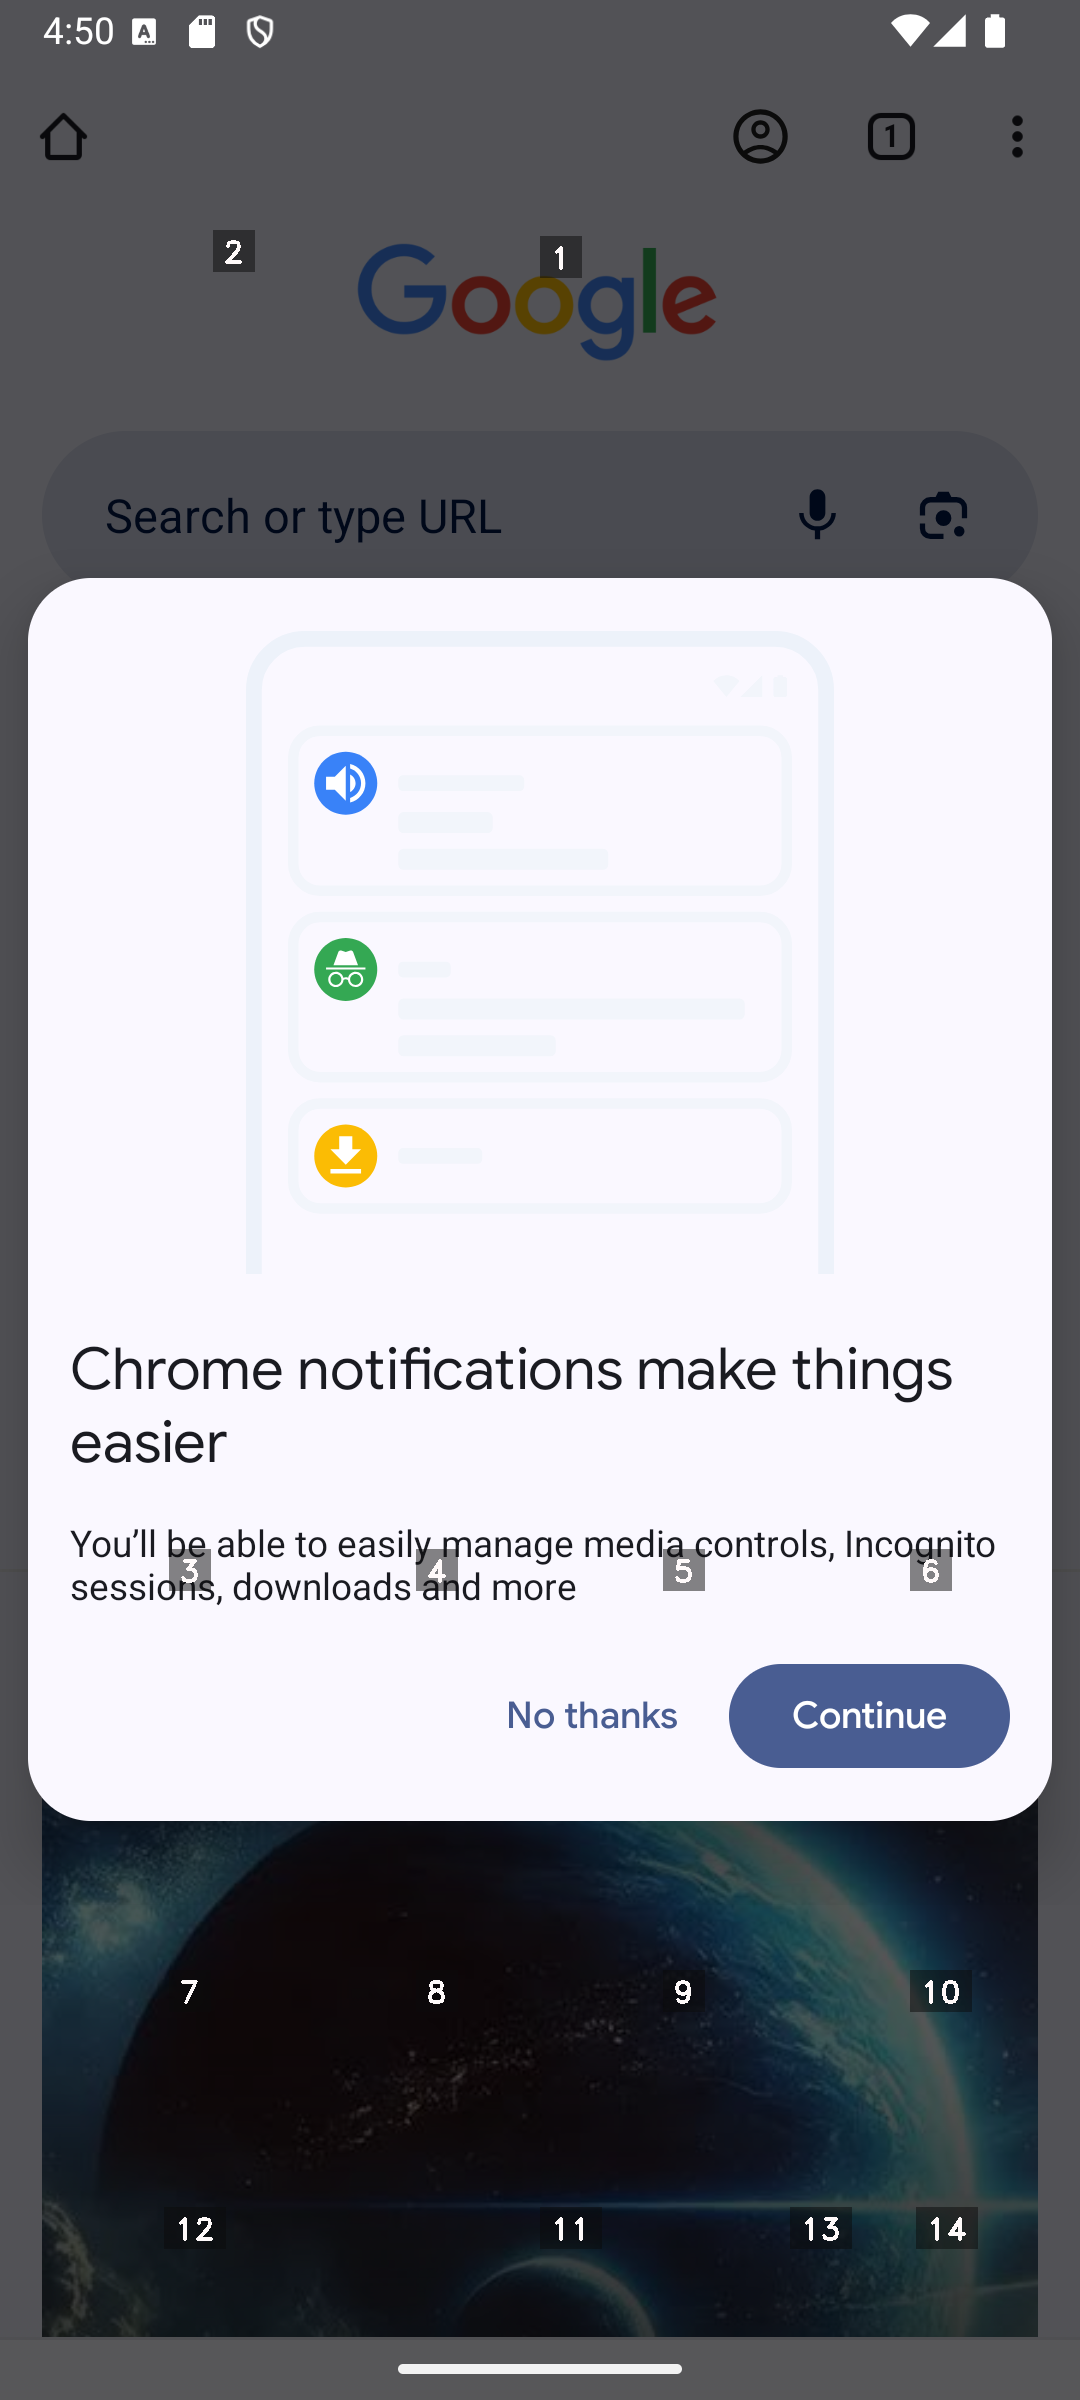 4:50
1
2
1
Google
Search or type URL
Chrome notifications make things
easier
You'll be able to easily manage media controls, Incognito
sessions, downloads and more
3
4
5
6
No thanks
Continue
7
8
9
10
12
11
13
14